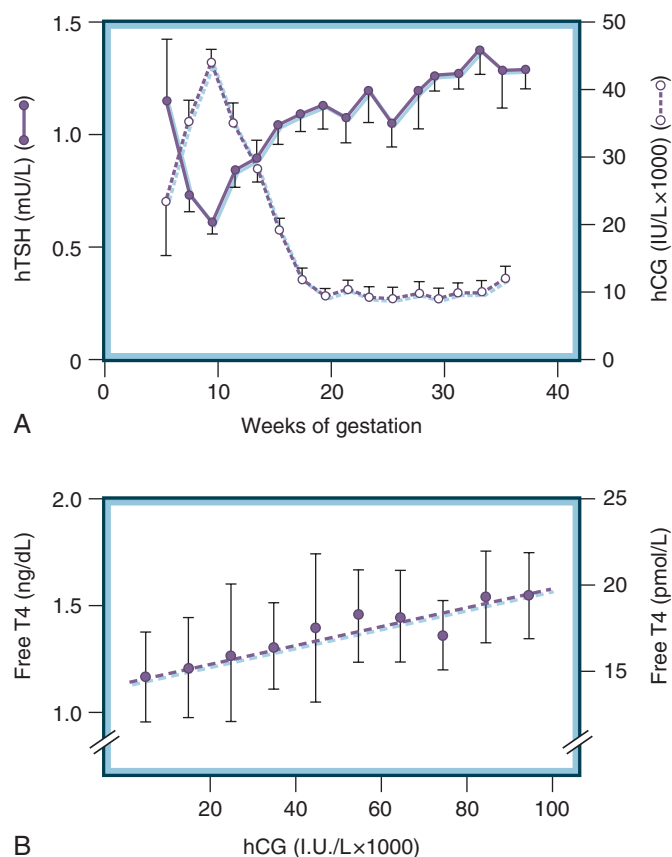 1.5
1.0
0.5
0
hTSH (mU/L) ( )
50
40
30
20
10
0
hCG (IU/L×1000) ( )
0 10 20 30 40
Weeks of gestation
A
2.0
1.5
1.0
Free T4 (ng/dL)
25
20
15
Free T4 (pmol/L)
20 40 60 80 100
hCG (I.U./L×1000)
B